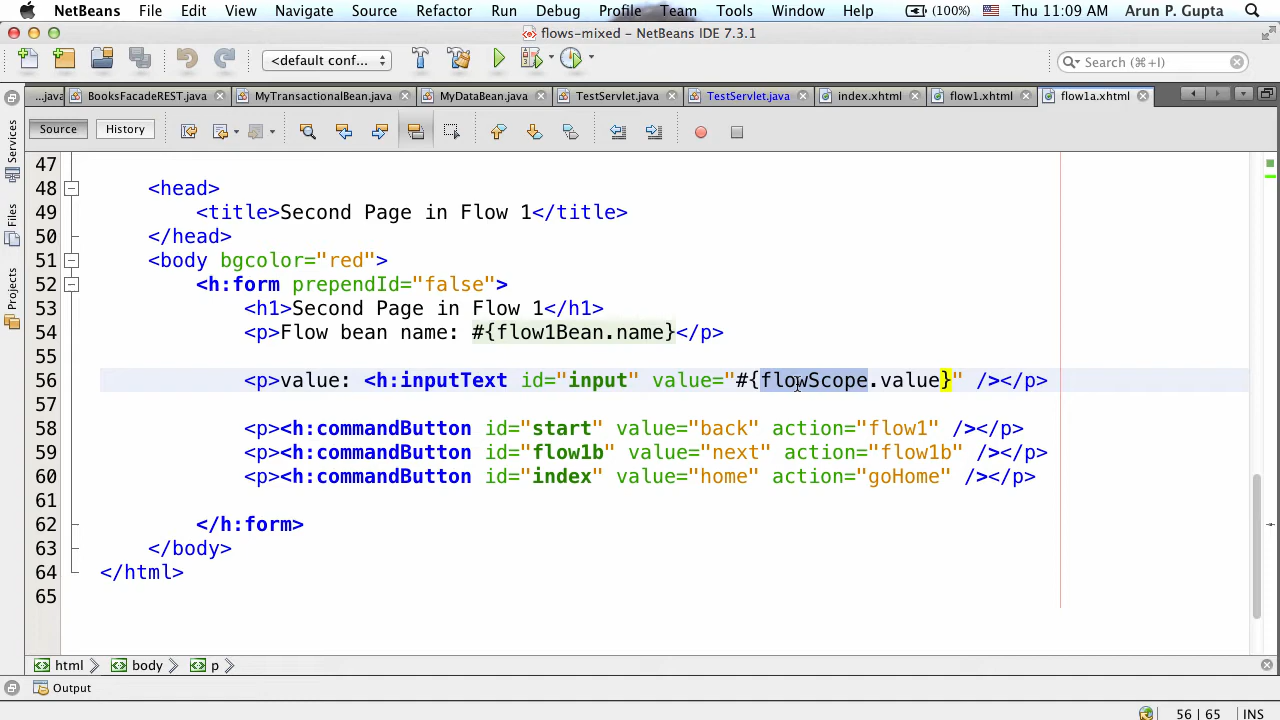 NetBeans File Edit View Navigate Source Refactor Run Debug Profile Team Tools Window Help (100%) Thu 11:09 AM Arun P. Gupta
flows-mixed – NetBeans IDE 7.3.1
<default conf... Search (⌘+I)
...java BooksFacadeREST.java MyTransactionalBean.java MyDataBean.java TestServlet.java TestServlet.java index.xhtml flow1.xhtml flow1a.xhtml
Source History
Services
Files
Projects
47
48 <head>
49 <title>Second Page in Flow 1</title>
50 </head>
51 <body bgcolor="red">
52 <h:form prependId="false">
53 <h1>Second Page in Flow 1</h1>
54 <p>Flow bean name: #{flow1Bean.name}</p>
55
56 <p>value: <h:inputText id="input" value="#{flowScope.value}" /></p>
57
58 <p><h:commandButton id="start" value="back" action="flow1" /></p>
59 <p><h:commandButton id="flow1b" value="next" action="flow1b" /></p>
60 <p><h:commandButton id="index" value="home" action="goHome" /></p>
61
62 </h:form>
63 </body>
64 </html>
65
html body p
Output
56 | 65 INS